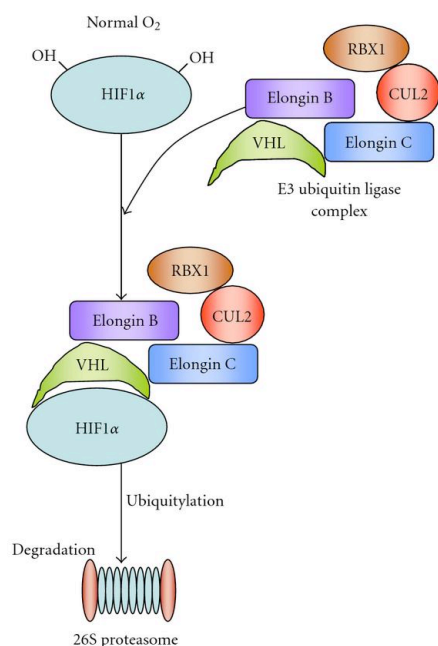 Normal O₂
OH
OH
HIF1α
RBX1
Elongin B
CUL2
VHL
Elongin C
E3 ubiquitin ligase
complex
RBX1
Elongin B
CUL2
VHL
Elongin C
HIF1α
Ubiquitylation
Degradation
26S proteasome